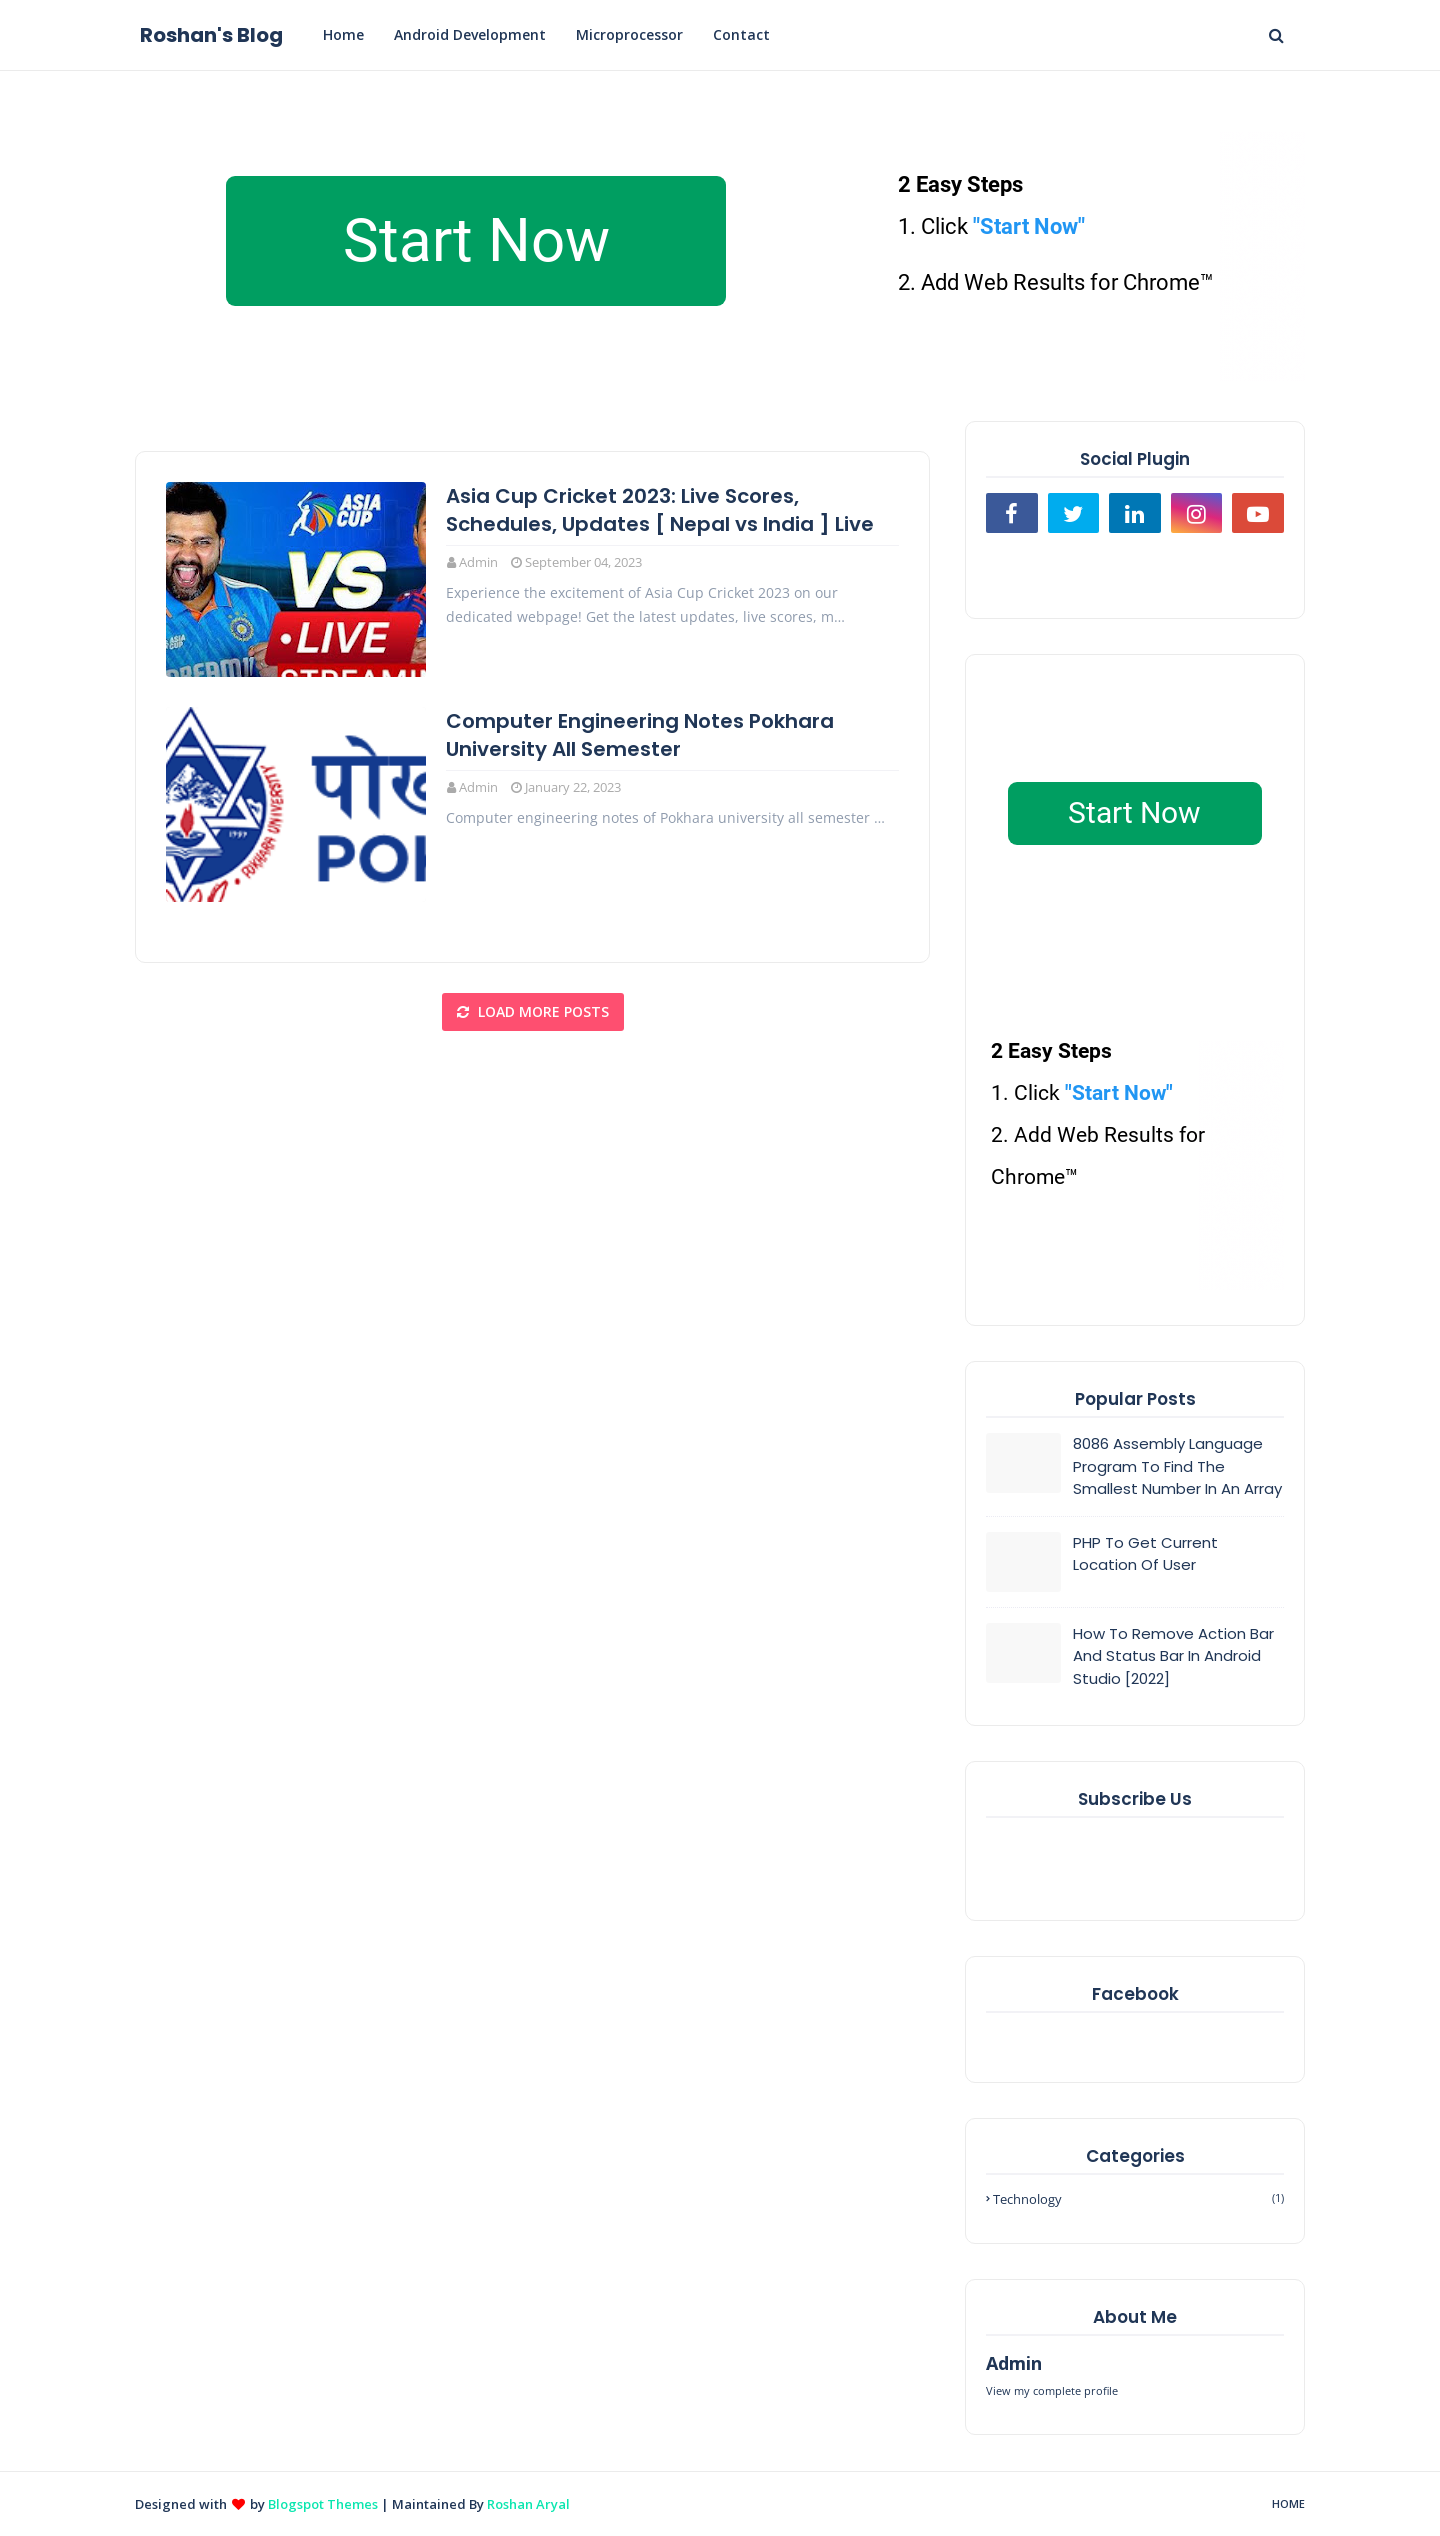 Roshan's Blog
Home
Android Development
Microprocessor
Contact
Start Now
2 Easy Steps
1. Click "Start Now"
2. Add Web Results for Chrome™
ASIA
CUP
VS
LIVE
DREAM11
Asia Cup Cricket 2023: Live Scores,
Schedules, Updates [ Nepal vs India ] Live
Admin September 04, 2023
Experience the excitement of Asia Cup Cricket 2023 on our
dedicated webpage! Get the latest updates, live scores, m…
POKHARA UNIVERSITY
1997
Computer Engineering Notes Pokhara
University All Semester
Admin January 22, 2023
Computer engineering notes of Pokhara university all semester …
LOAD MORE POSTS
Social Plugin
Start Now
2 Easy Steps
1. Click "Start Now"
2. Add Web Results for
Chrome™
Popular Posts
8086 Assembly Language
Program To Find The
Smallest Number In An Array
PHP To Get Current
Location Of User
How To Remove Action Bar
And Status Bar In Android
Studio [2022]
Subscribe Us
Facebook
Categories
Technology (1)
About Me
Admin
View my complete profile
Designed with ❤ by Blogspot Themes | Maintained By Roshan Aryal
HOME